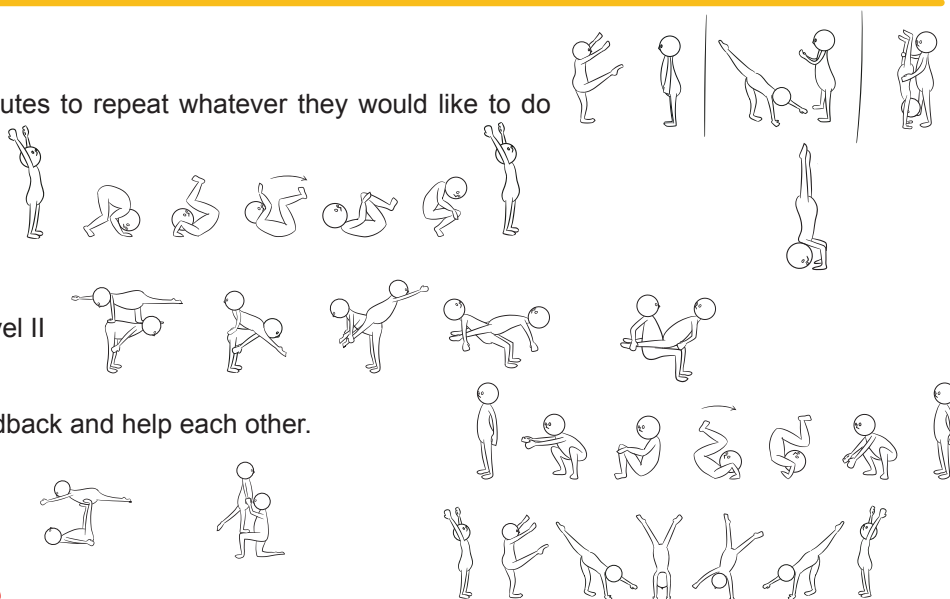 utes to repeat whatever they would like to do
el II
dback and help each other.